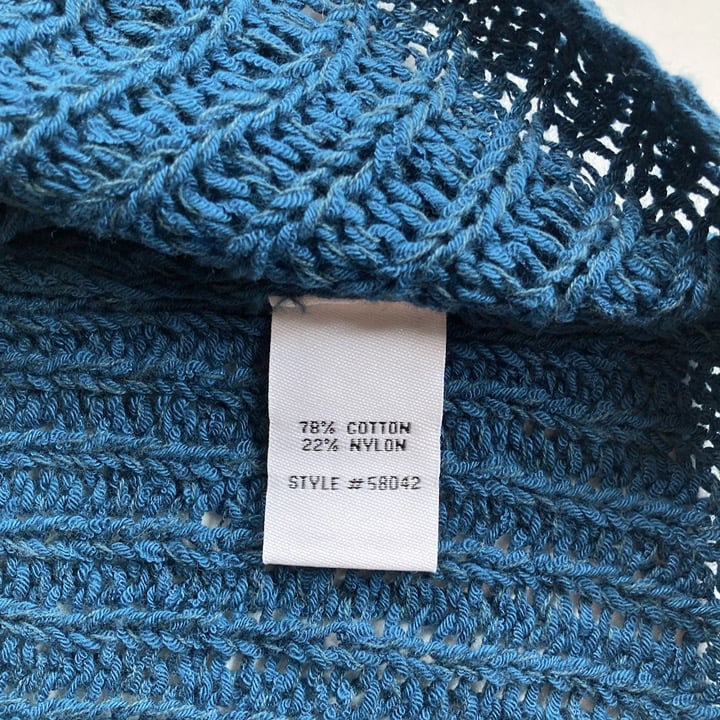 78% COTTON
22% NYLON
STYLE #58042